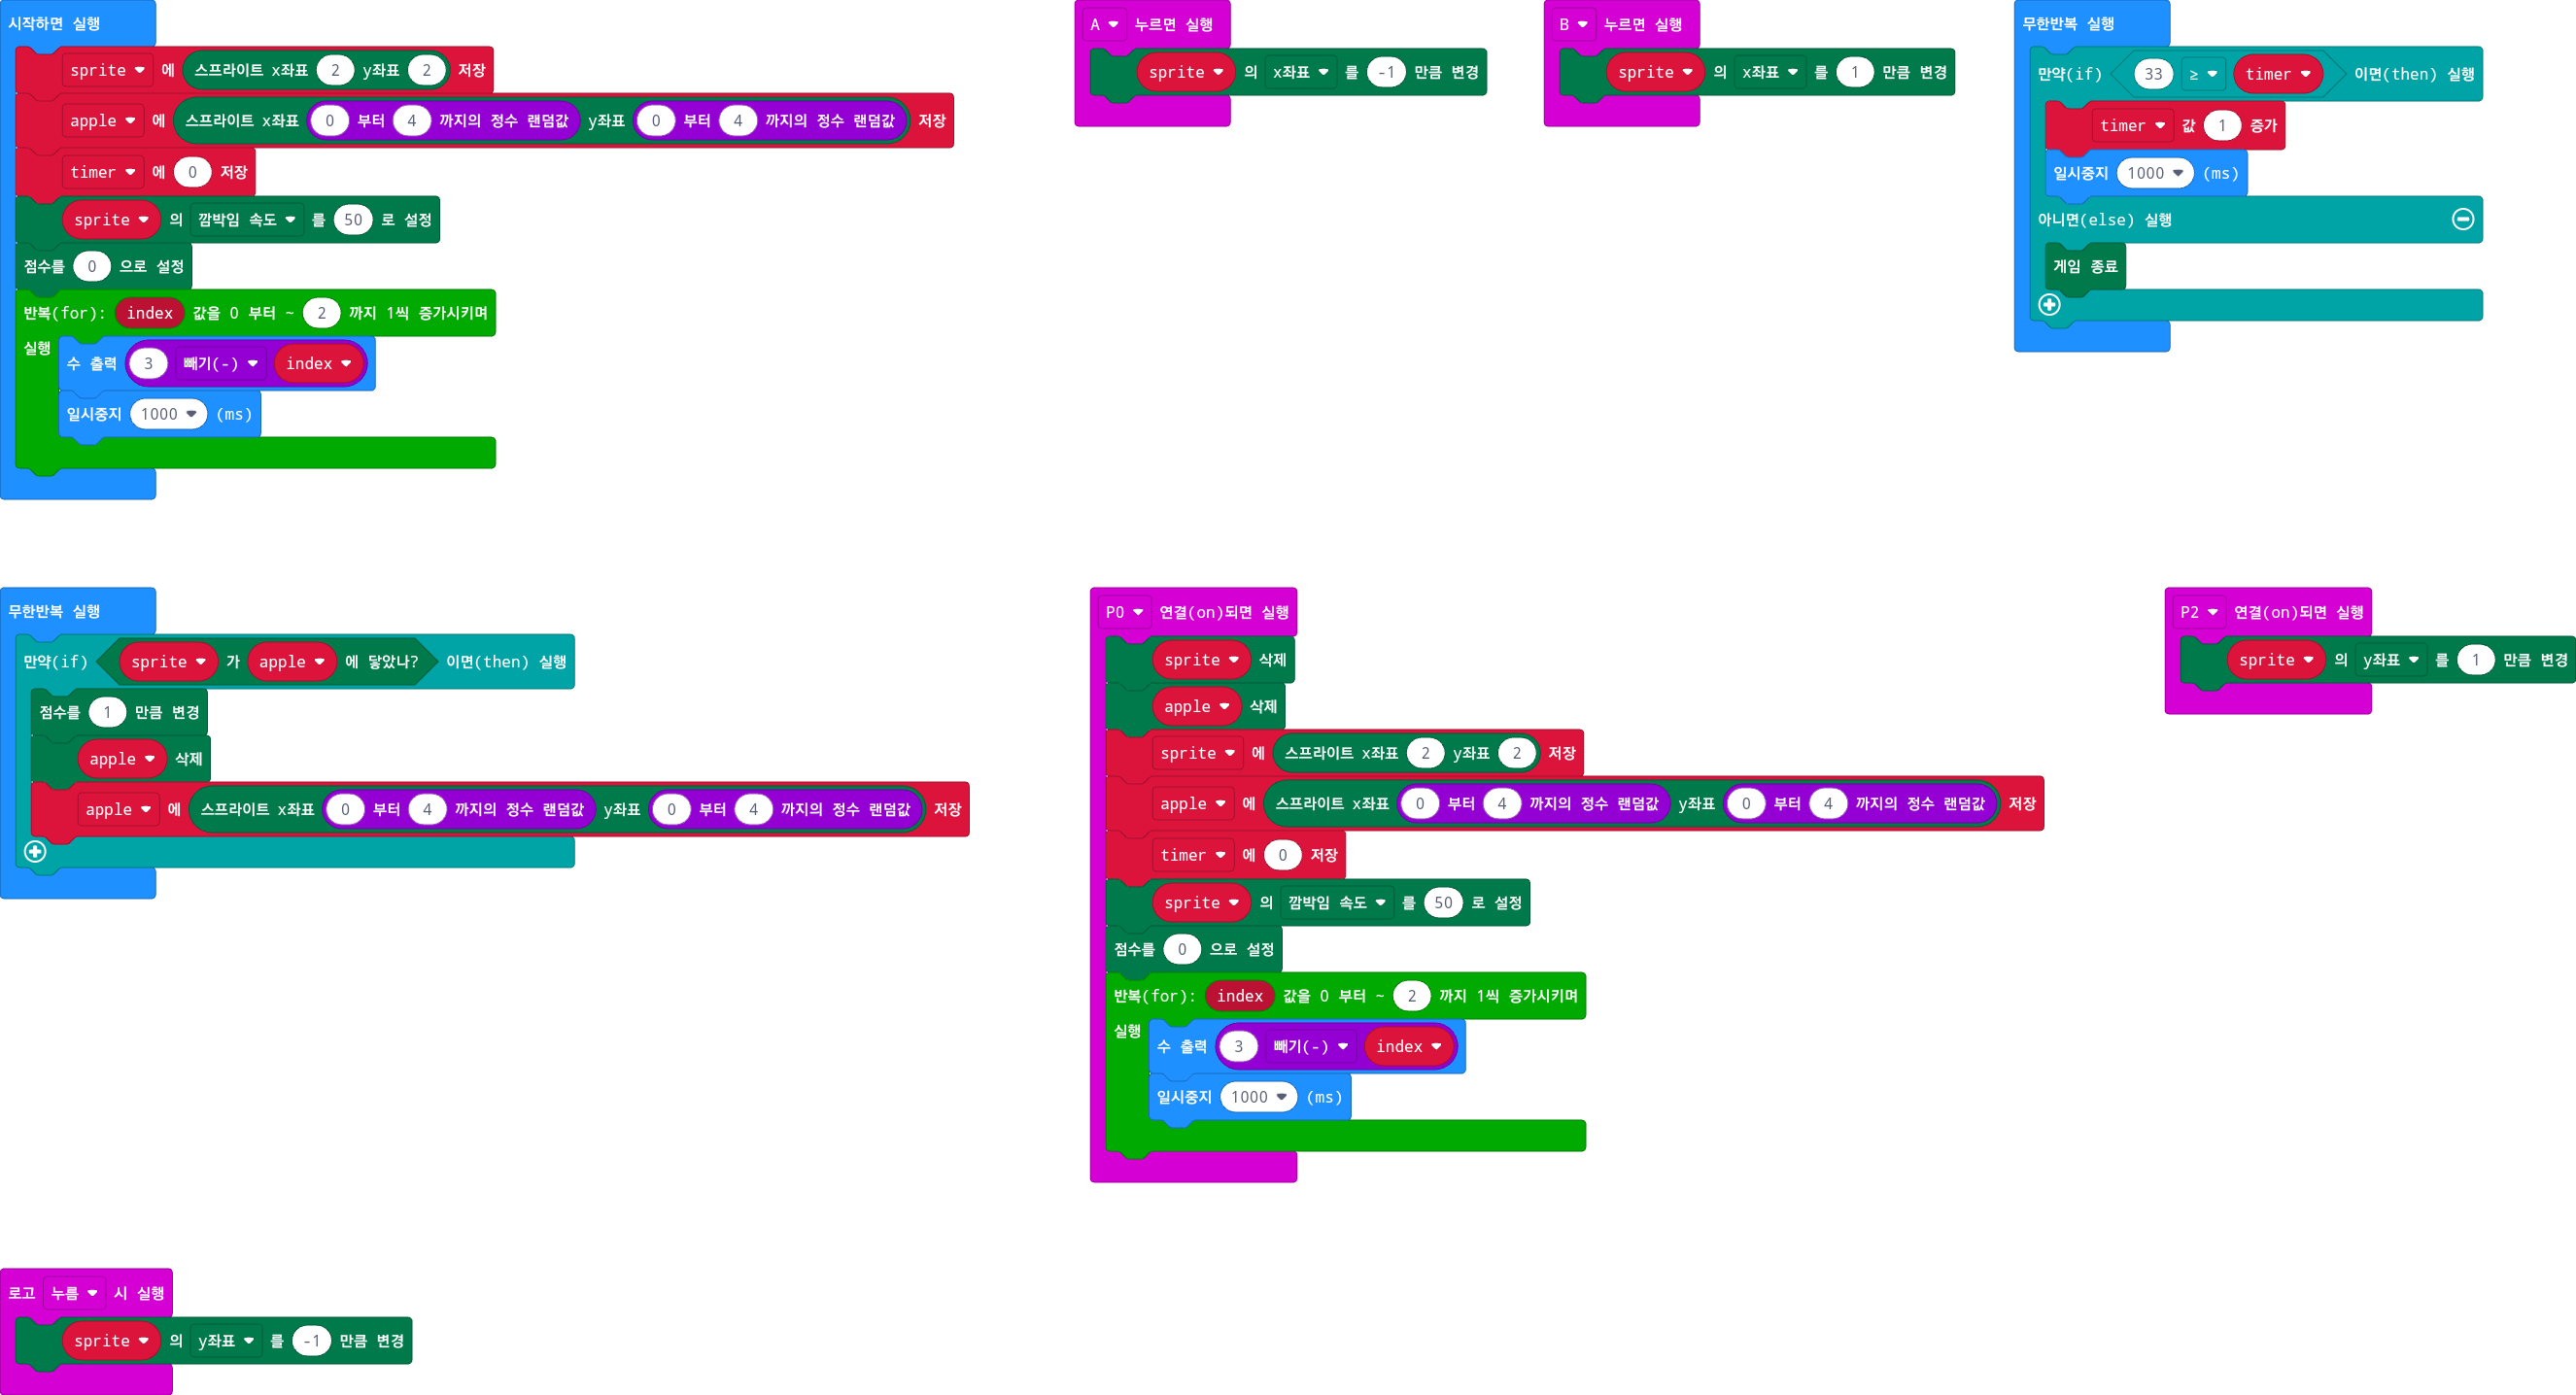 시작하면 실행
sprite 에 스프라이트 x좌표 2 y좌표 2 저장
apple 에 스프라이트 x좌표 0 부터 4 까지의 정수 랜덤값 y좌표 0 부터 4 까지의 정수 랜덤값 저장
timer 에 0 저장
sprite 의 깜박임 속도 를 50 로 설정
점수를 0 으로 설정
반복(for): index 값을 0 부터 ~ 2 까지 1씩 증가시키며
실행
수 출력 3 빼기(-) index
일시중지 1000 (ms)
A 누르면 실행
sprite 의 x좌표 를 -1 만큼 변경
B 누르면 실행
sprite 의 x좌표 를 1 만큼 변경
무한반복 실행
만약(if) 33 ≥ timer 이면(then) 실행
timer 값 1 증가
일시중지 1000 (ms)
아니면(else) 실행
게임 종료
무한반복 실행
만약(if) sprite 가 apple 에 닿았나? 이면(then) 실행
점수를 1 만큼 변경
apple 삭제
apple 에 스프라이트 x좌표 0 부터 4 까지의 정수 랜덤값 y좌표 0 부터 4 까지의 정수 랜덤값 저장
P0 연결(on)되면 실행
sprite 삭제
apple 삭제
sprite 에 스프라이트 x좌표 2 y좌표 2 저장
apple 에 스프라이트 x좌표 0 부터 4 까지의 정수 랜덤값 y좌표 0 부터 4 까지의 정수 랜덤값 저장
timer 에 0 저장
sprite 의 깜박임 속도 를 50 로 설정
점수를 0 으로 설정
반복(for): index 값을 0 부터 ~ 2 까지 1씩 증가시키며
실행
수 출력 3 빼기(-) index
일시중지 1000 (ms)
P2 연결(on)되면 실행
sprite 의 y좌표 를 1 만큼 변경
로고 누름 시 실행
sprite 의 y좌표 를 -1 만큼 변경